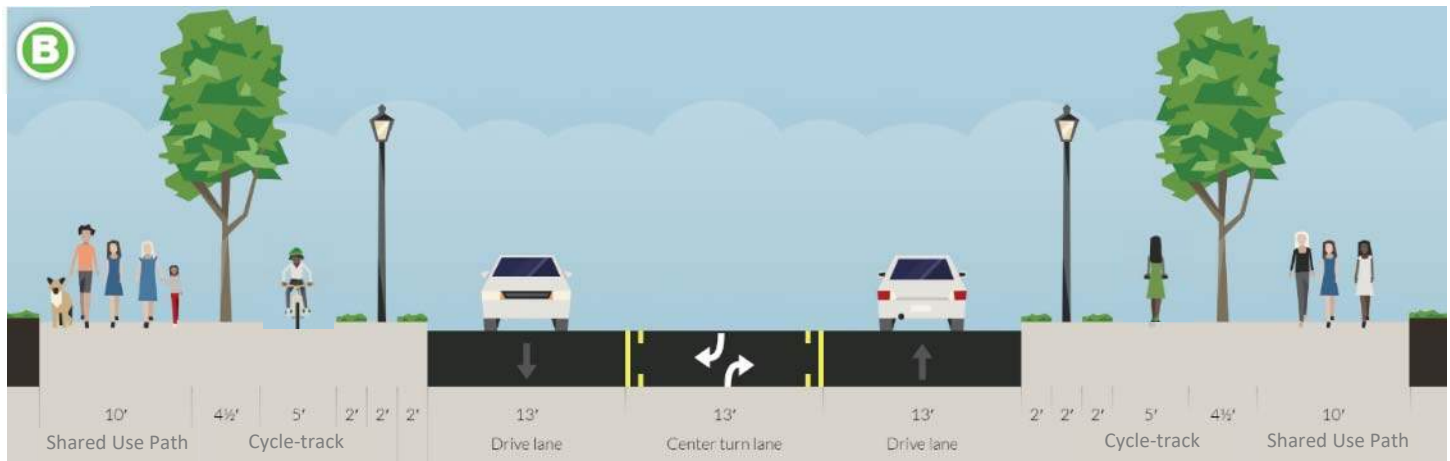 B
10' 4½' 5' 2' 2' 2' 13' 13' 13' 2' 2' 2' 5' 4½' 10'
Shared Use Path Cycle-track Drive lane Center turn lane Drive lane Cycle-track Shared Use Path